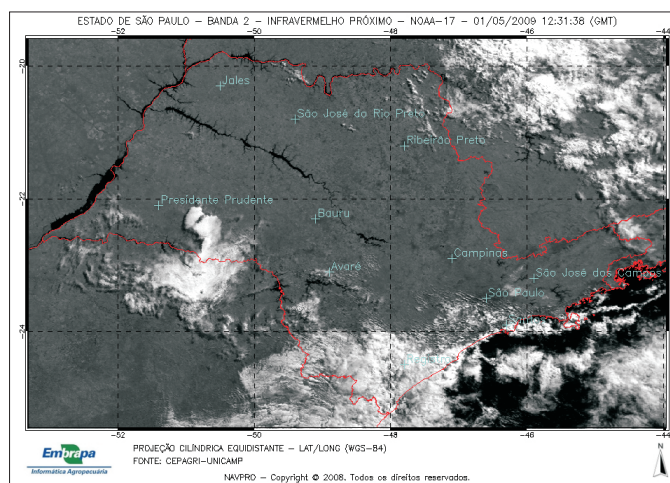 ESTADO DE SÃO PAULO - BANDA 2 - INFRAVERMELHO PRÓXIMO - NOAA-17 - 01/05/2009 12:31:38 (GMT)
-52 -50 -48 -46 -44
-20
Jales
São José do Rio Preto
Ribeirão Preto
-22
Presidente Prudente
Bauru
Campinas
Avaré
São José dos Campos
São Paulo
-24
-52 -50 -48 -46 -44
Embrapa
Informática Agropecuária
PROJEÇÃO CILÍNDRICA EQUIDISTANTE - LAT/LONG (WGS-84)
FONTE: CEPAGRI-UNICAMP
NAVPRO - Copyright © 2008. Todos os direitos reservados.
N